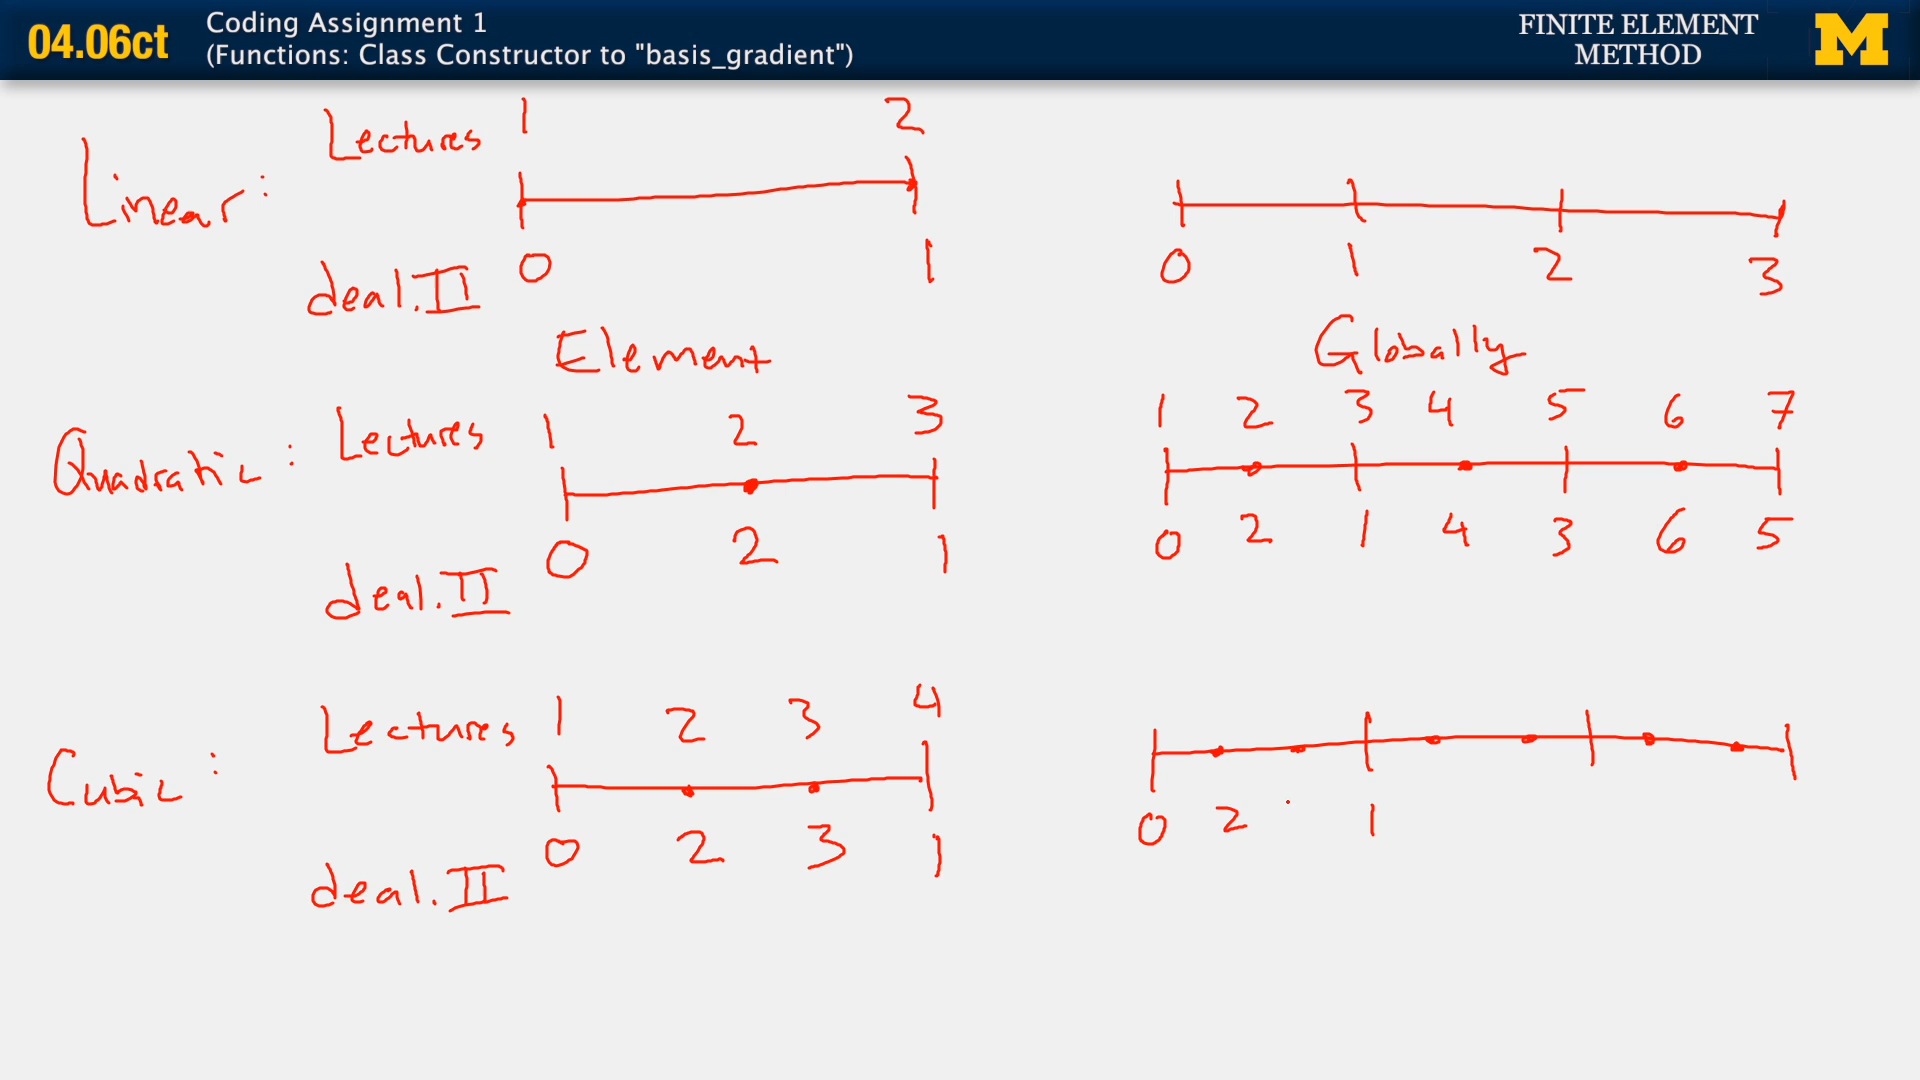 04.06ct
Coding Assignment 1
(Functions: Class Constructor to "basis_gradient")
FINITE ELEMENT
METHOD
M
Linear:
Lectures 1 2
deal.II 0 1
0 1 2 3
Element
Globally
Quadratic:
Lectures 1 2 3
deal.II 0 2 1
1 2 3 4 5 6 7
0 2 1 4 3 6 5
Cubic:
Lectures 1 2 3 4
deal.II 0 2 3 1
0 2 1